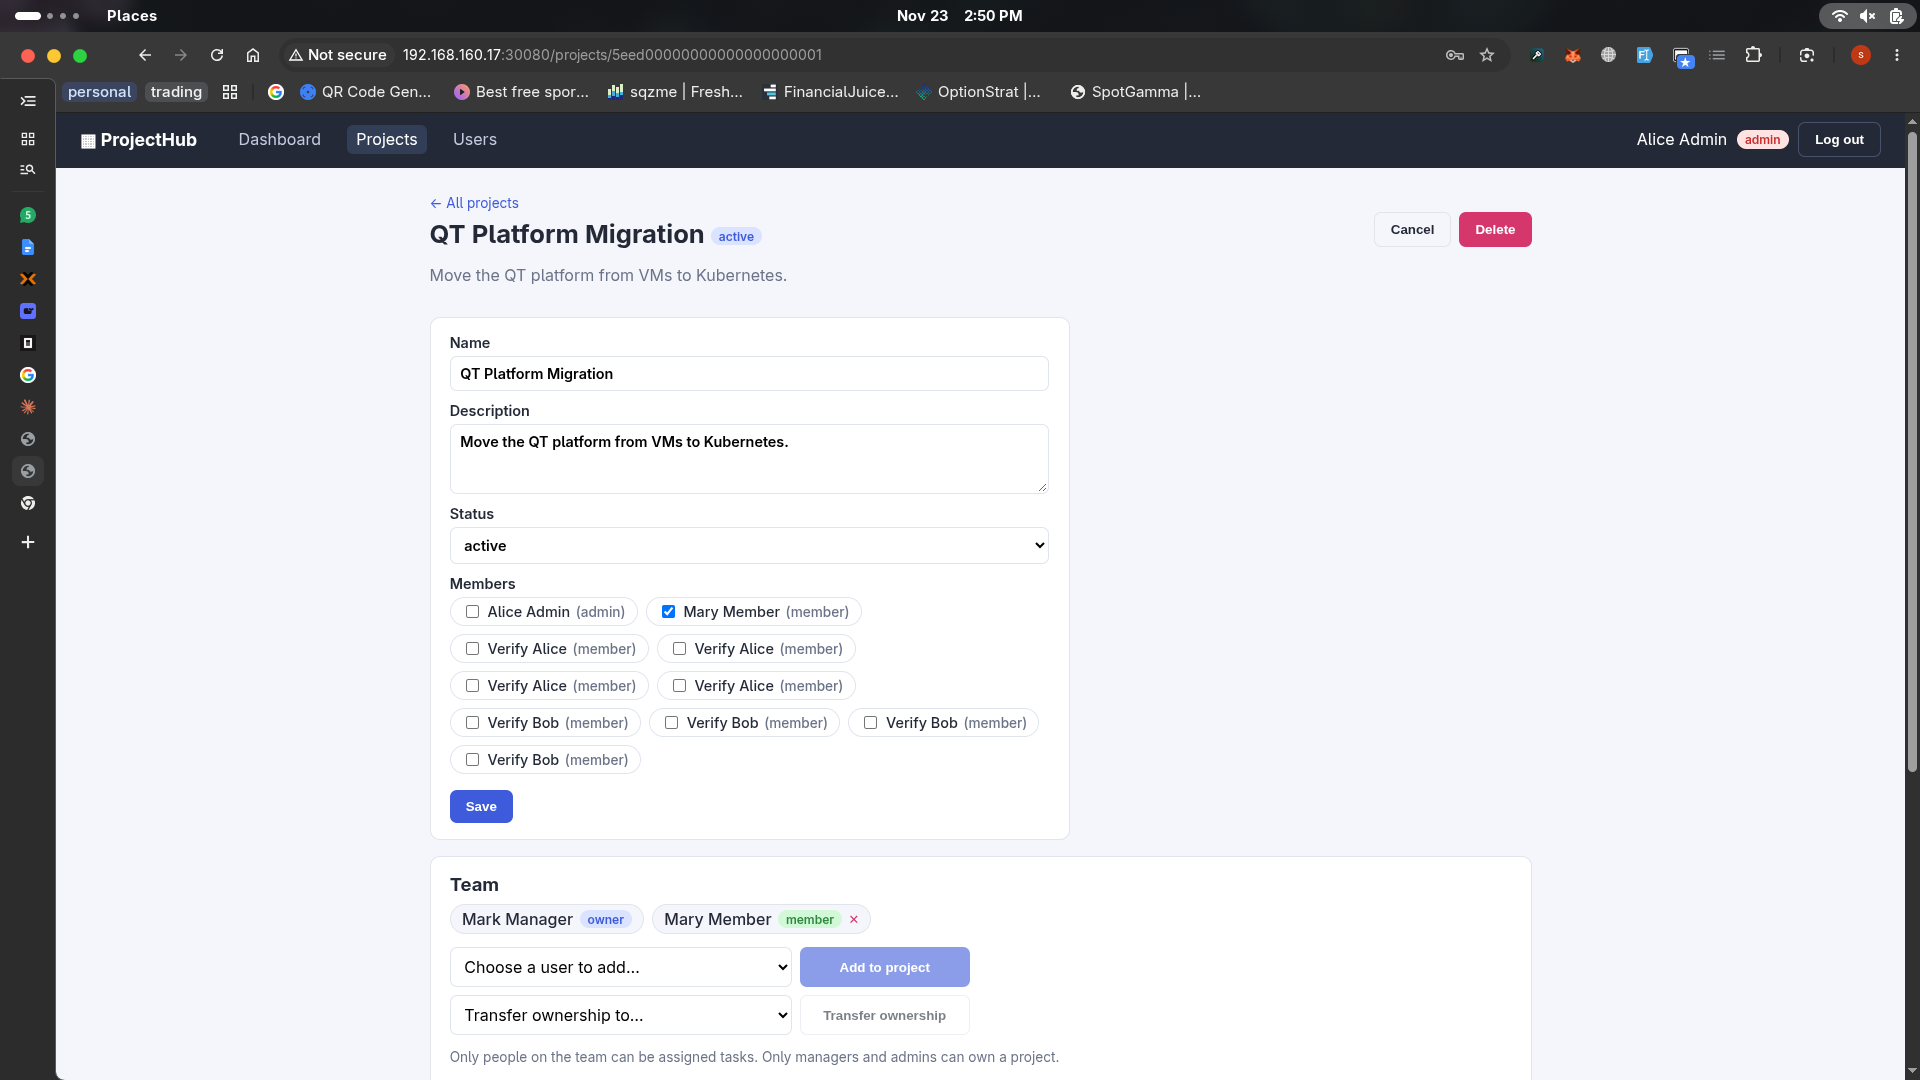 Places
Nov 23 2:50 PM
Not secure 192.168.160.17:30080/projects/5eed00000000000000000001
personal trading QR Code Gen... Best free spor... sqzme | Fresh... FinancialJuice... OptionStrat |... SpotGamma |...
ProjectHub Dashboard Projects Users Alice Admin admin Log out
← All projects
QT Platform Migration active Cancel Delete
Move the QT platform from VMs to Kubernetes.
Name
QT Platform Migration
Description
Move the QT platform from VMs to Kubernetes.
Status
active
Members
Alice Admin (admin) Mary Member (member)
Verify Alice (member) Verify Alice (member)
Verify Alice (member) Verify Alice (member)
Verify Bob (member) Verify Bob (member) Verify Bob (member)
Verify Bob (member)
Save
Team
Mark Manager owner Mary Member member ×
Choose a user to add... Add to project
Transfer ownership to... Transfer ownership
Only people on the team can be assigned tasks. Only managers and admins can own a project.